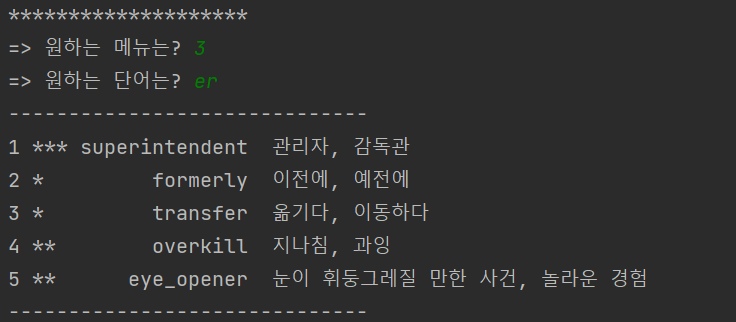 ********************
=> 원하는 메뉴는? 3
=> 원하는 단어는? er
------------------------------
1 *** superintendent  관리자, 감독관
2 *         formerly  이전에, 예전에
3 *         transfer  옮기다, 이동하다
4 **        overkill  지나침, 과잉
5 **      eye_opener  눈이 휘둥그레질 만한 사건, 놀라운 경험
------------------------------